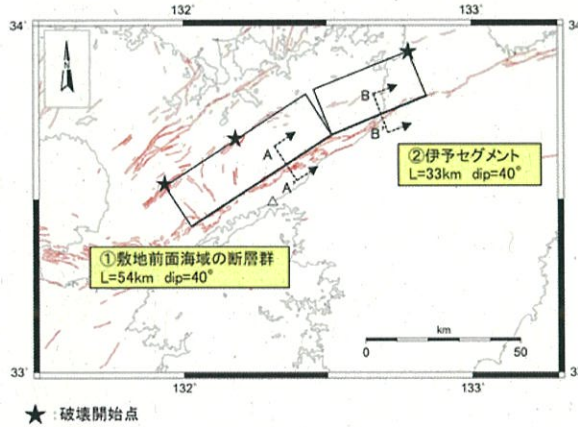 132° 133°
34° 34
N
B
B
A
A
②伊予セグメント
L=33km dip=40°
①敷地前面海域の断層群
L=54km dip=40°
km
0 50
33° 33
132° 133°
★ :破壊開始点